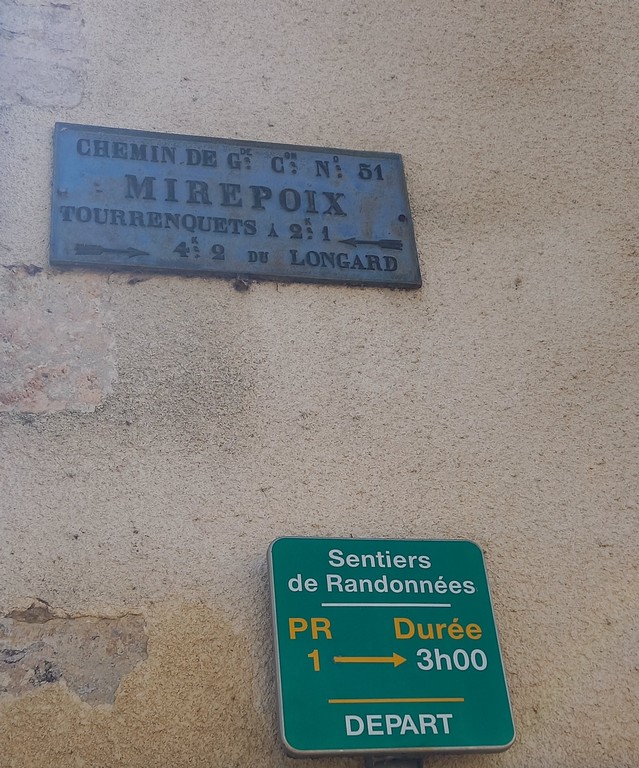 CHEMIN. DE Gᴰᴱ. Cᴼᴺ. Nᴼ. 51
MIREPOIX
TOURRENQUETS A 2ᴷ. 1
4ᴷ. 2 DU LONGARD
Sentiers
de Randonnées
PR Durée
1 → 3h00
DEPART